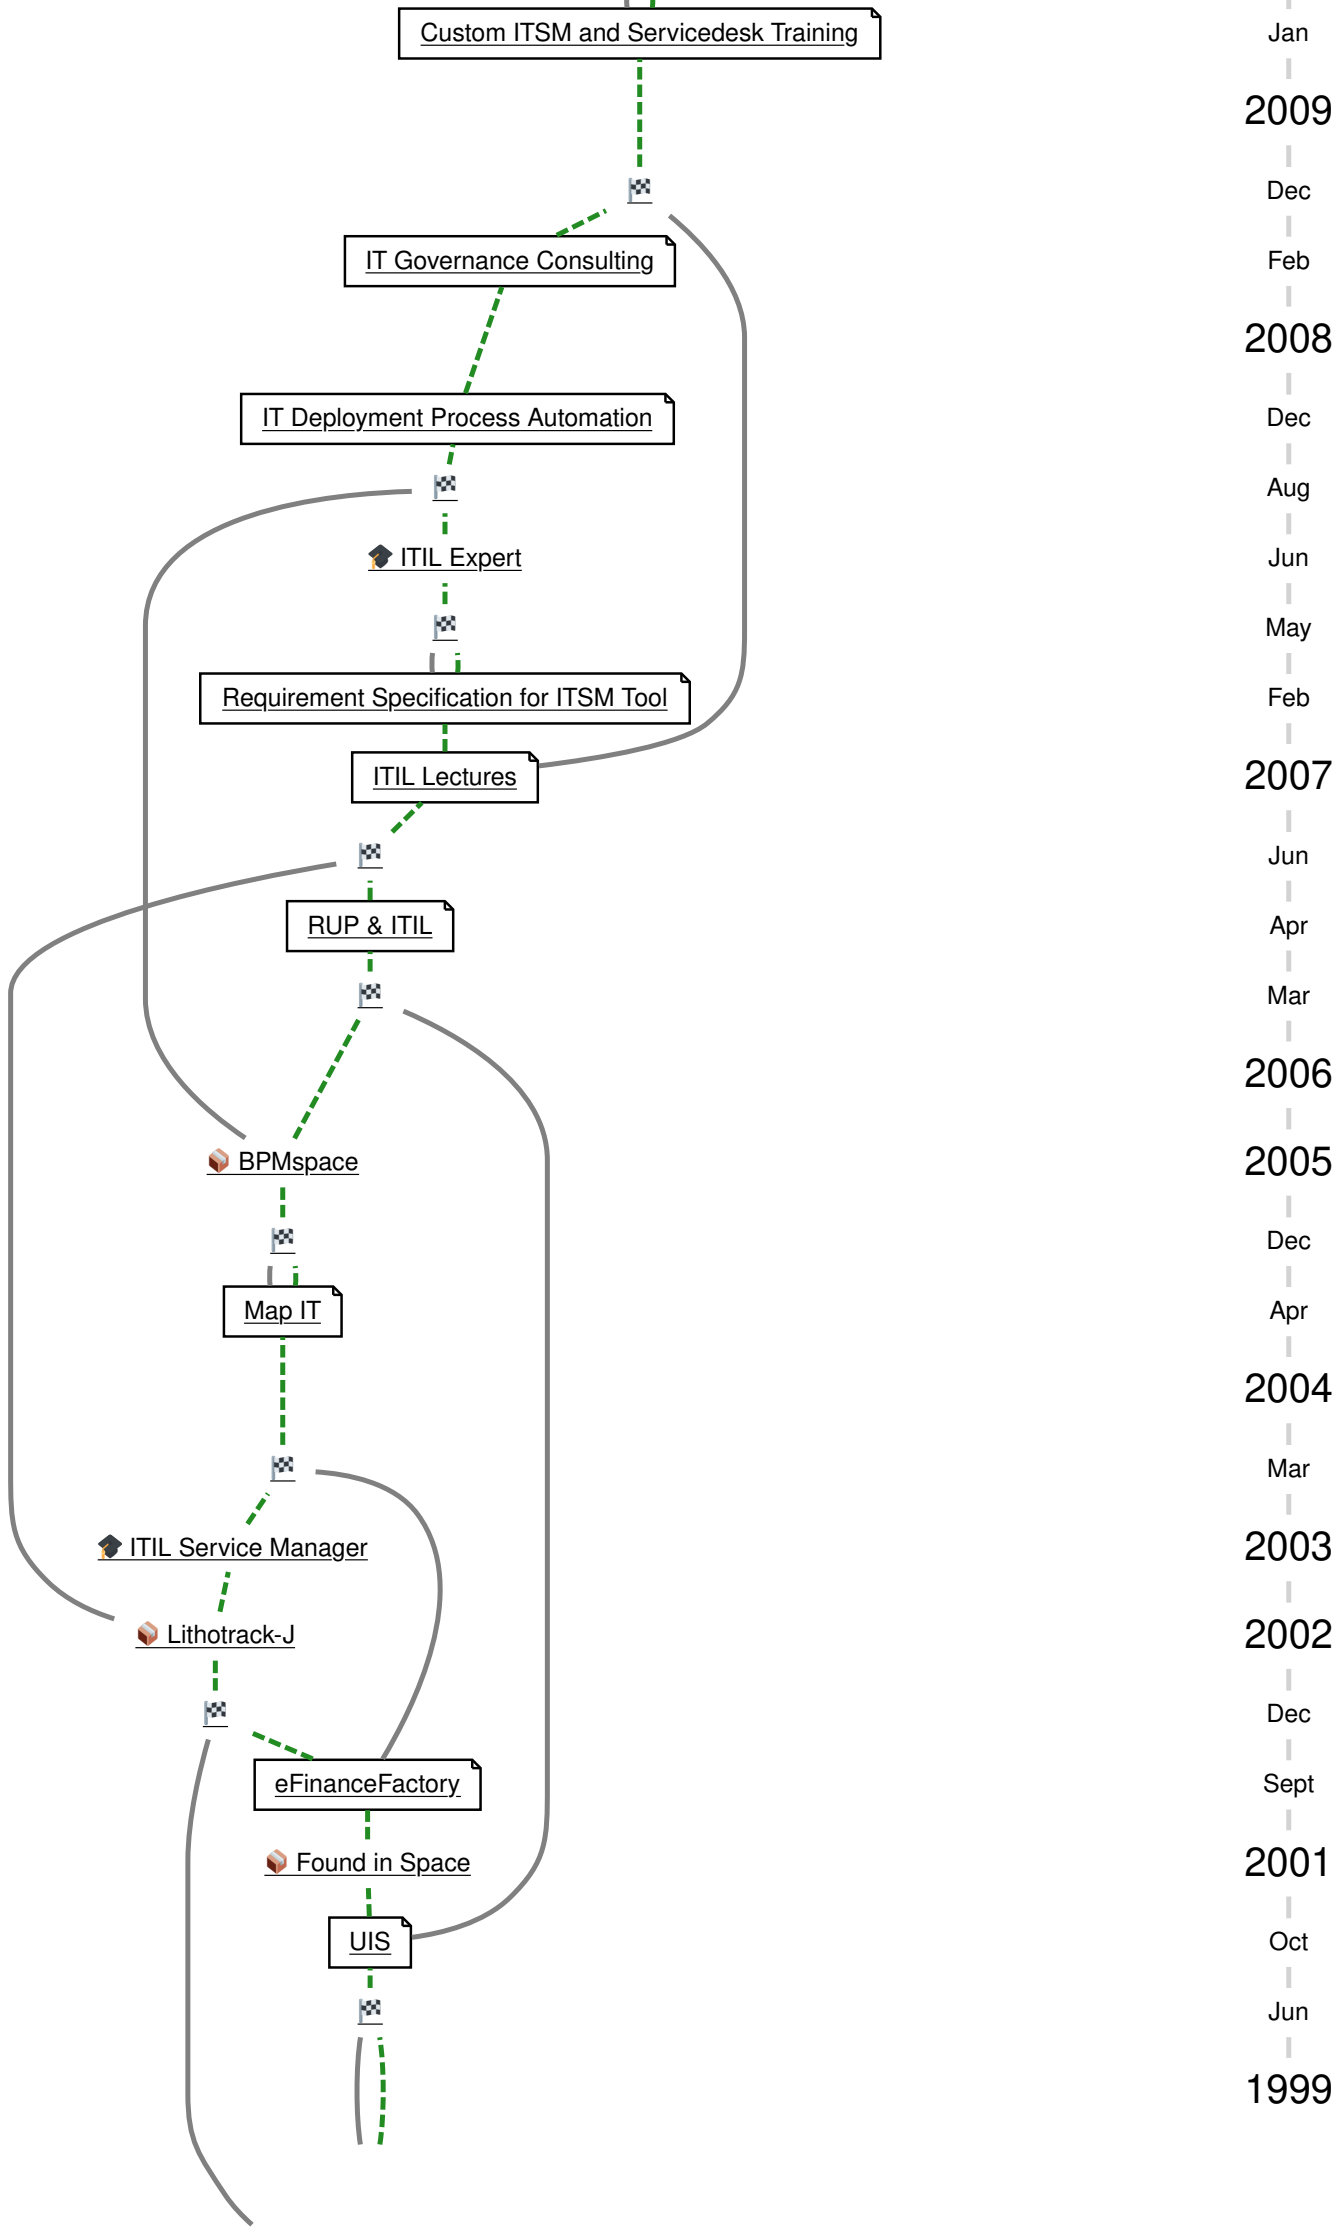 Custom ITSM and Servicedesk Training
Jan
2009
Dec
IT Governance Consulting
Feb
2008
IT Deployment Process Automation
Dec
Aug
ITIL Expert
Jun
May
Requirement Specification for ITSM Tool
Feb
ITIL Lectures
2007
Jun
RUP & ITIL
Apr
Mar
2006
BPMspace
2005
Dec
Map IT
Apr
2004
Mar
ITIL Service Manager
2003
Lithotrack-J
2002
Dec
eFinanceFactory
Sept
Found in Space
2001
UIS
Oct
Jun
1999